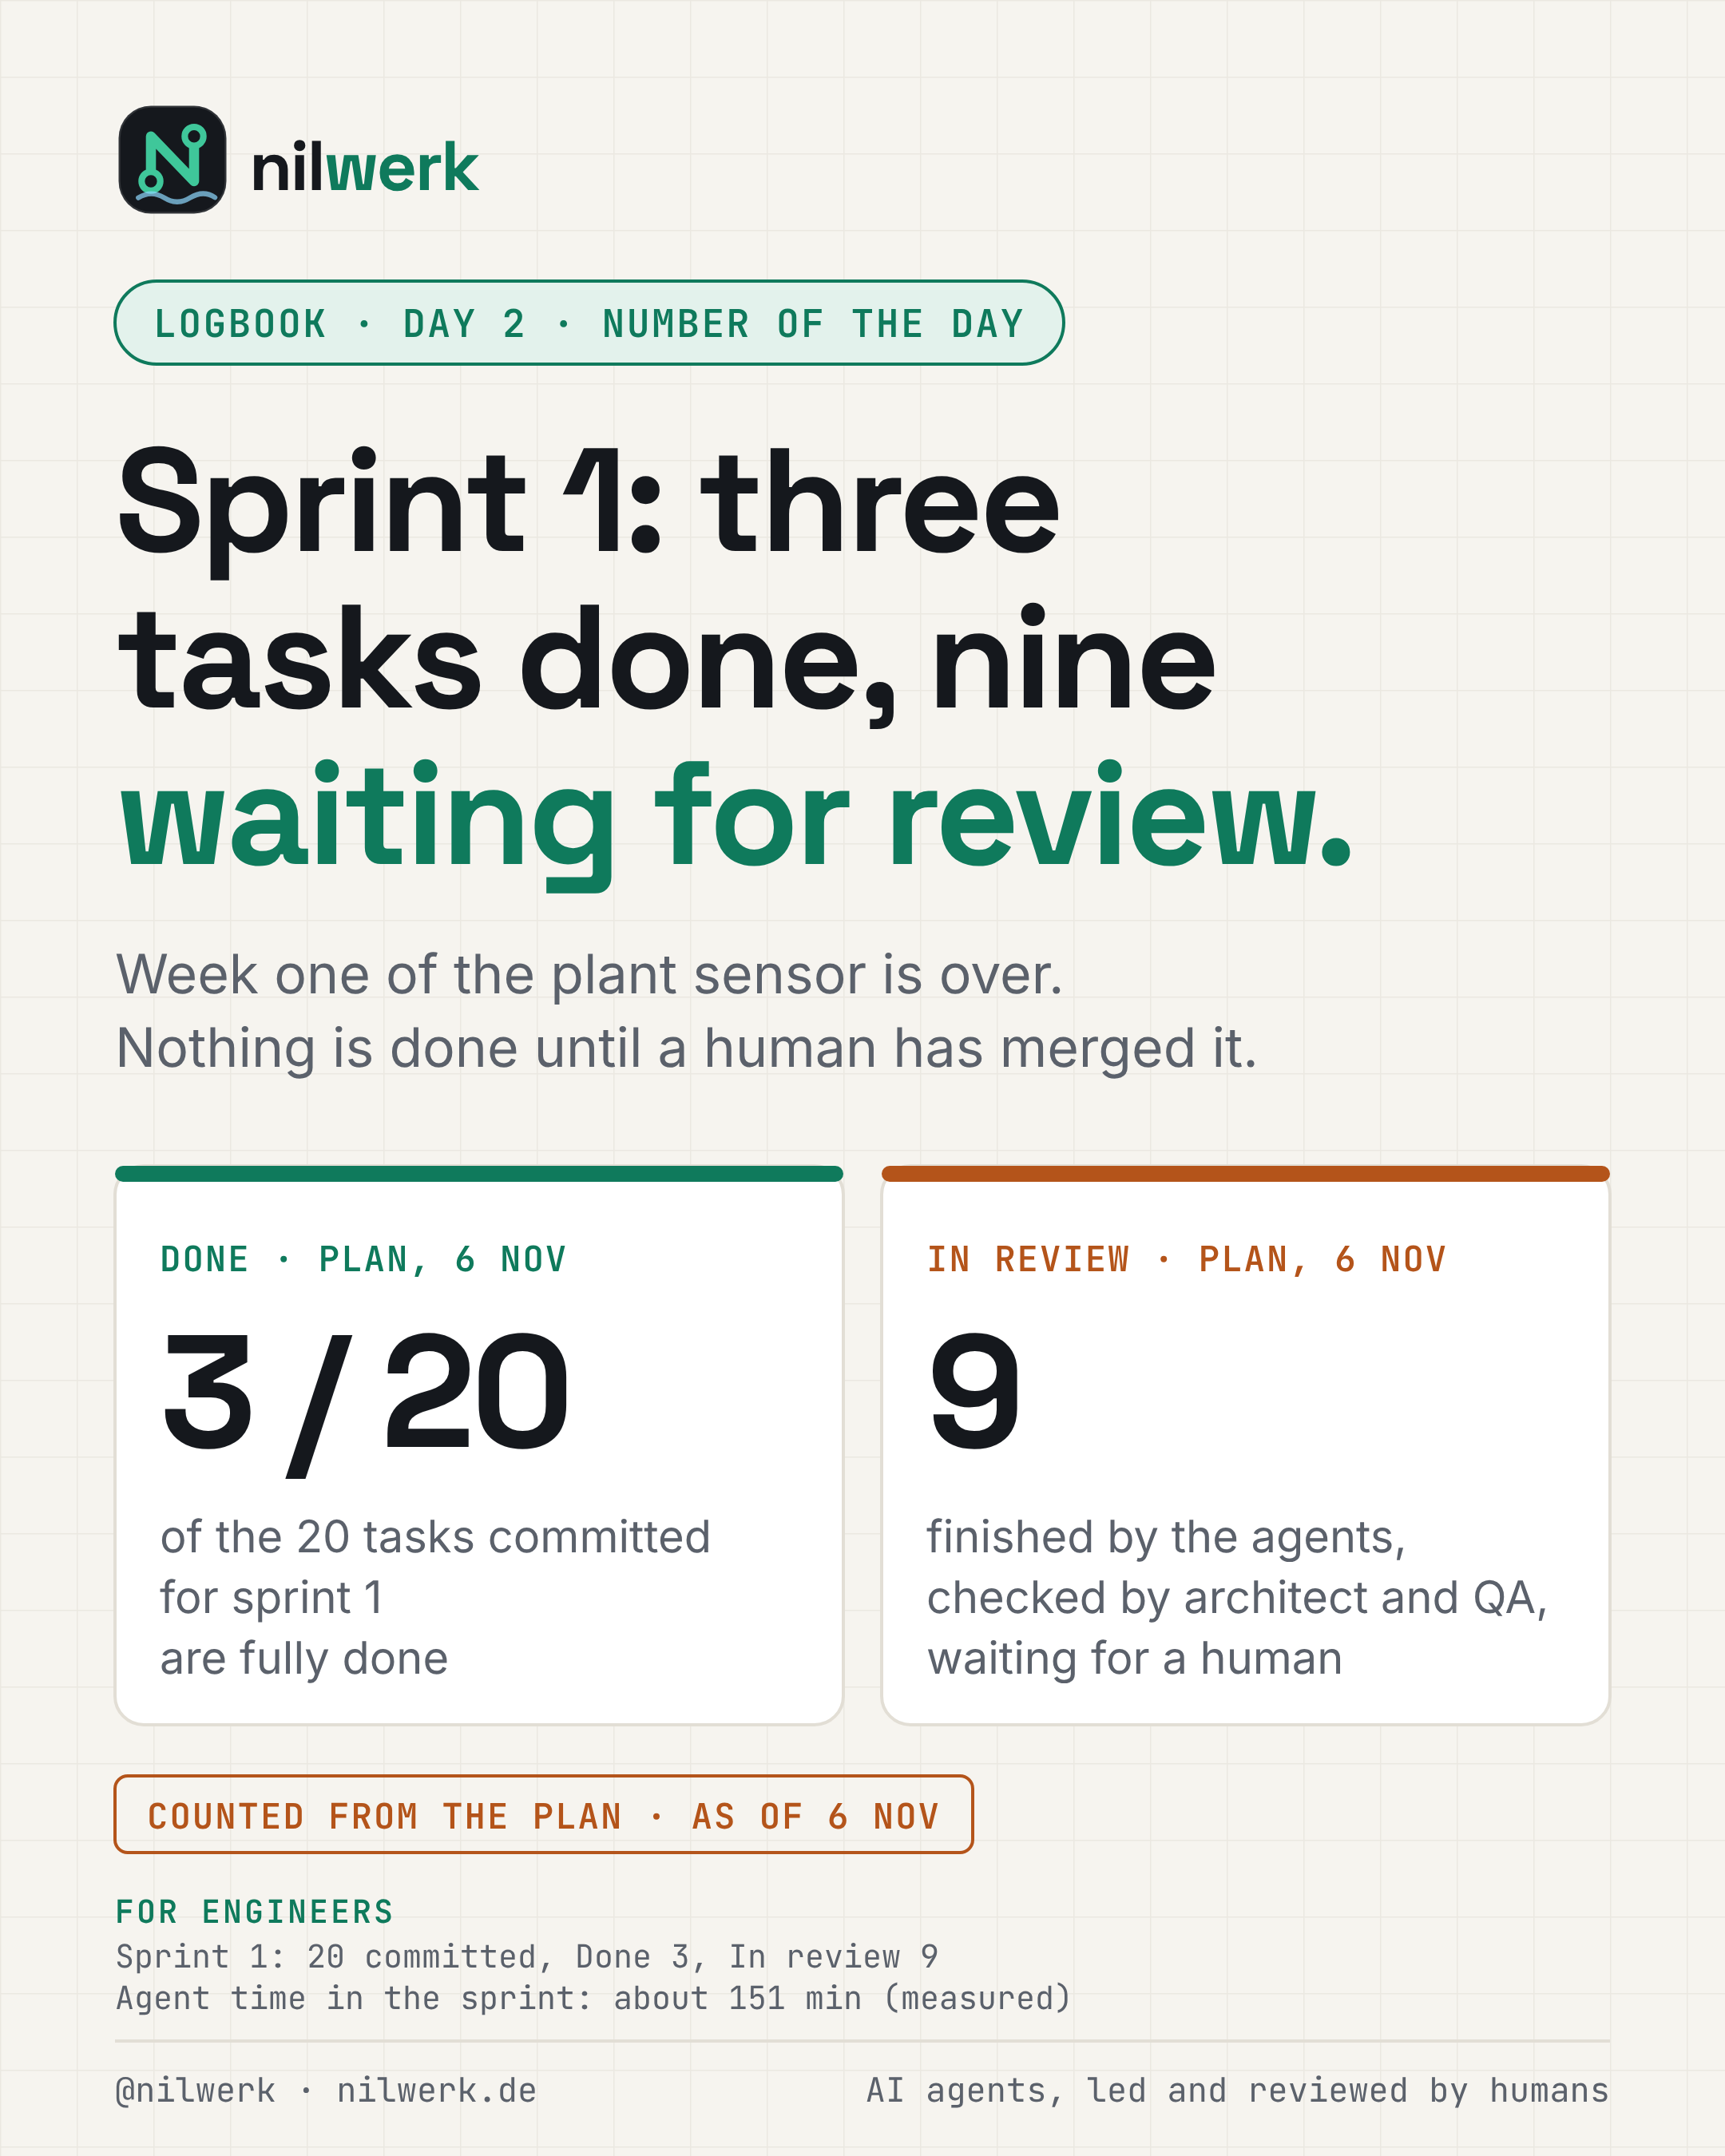 nilwerk
LOGBOOK · DAY 2 · NUMBER OF THE DAY
Sprint 1: three
tasks done, nine
waiting for review.
Week one of the plant sensor is over.
Nothing is done until a human has merged it.
DONE · PLAN, 6 NOV
3 / 20
of the 20 tasks committed
for sprint 1
are fully done
IN REVIEW · PLAN, 6 NOV
9
finished by the agents,
checked by architect and QA,
waiting for a human
COUNTED FROM THE PLAN · AS OF 6 NOV
FOR ENGINEERS
Sprint 1: 20 committed, Done 3, In review 9
Agent time in the sprint: about 151 min (measured)
@nilwerk · nilwerk.de
AI agents, led and reviewed by humans